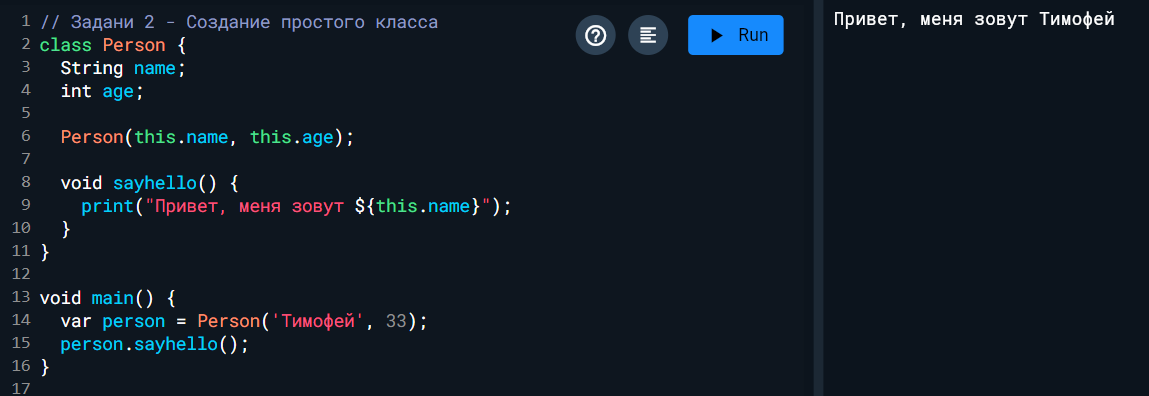 1 // Задани 2 - Создание простого класса
2 class Person {
3   String name;
4   int age;
5
6   Person(this.name, this.age);
7
8   void sayhello() {
9     print("Привет, меня зовут ${this.name}");
10   }
11 }
12
13 void main() {
14   var person = Person('Тимофей', 33);
15   person.sayhello();
16 }
17
Run
Привет, меня зовут Тимофей